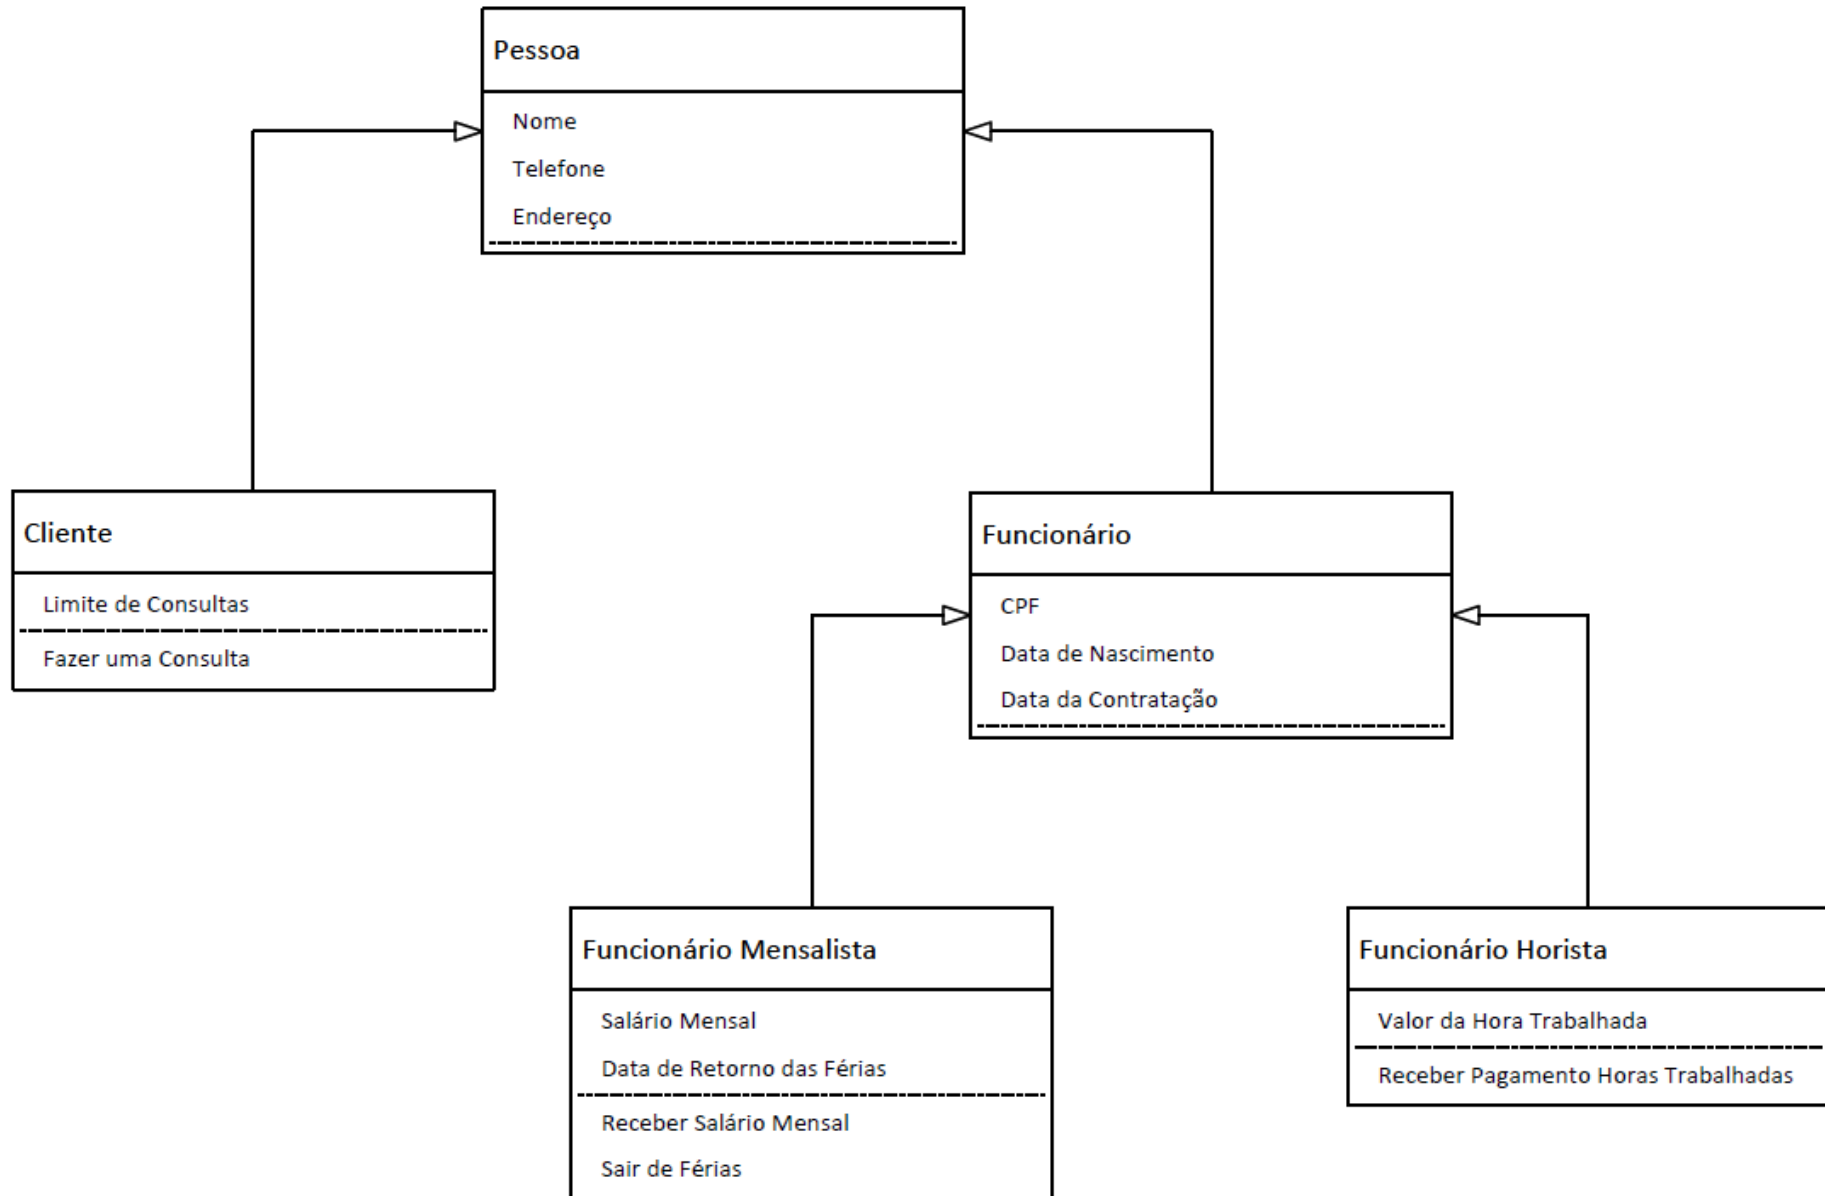 Pessoa
Nome
Telefone
Endereço
Cliente
Limite de Consultas
Fazer uma Consulta
Funcionário
CPF
Data de Nascimento
Data da Contratação
Funcionário Mensalista
Salário Mensal
Data de Retorno das Férias
Receber Salário Mensal
Sair de Férias
Funcionário Horista
Valor da Hora Trabalhada
Receber Pagamento Horas Trabalhadas